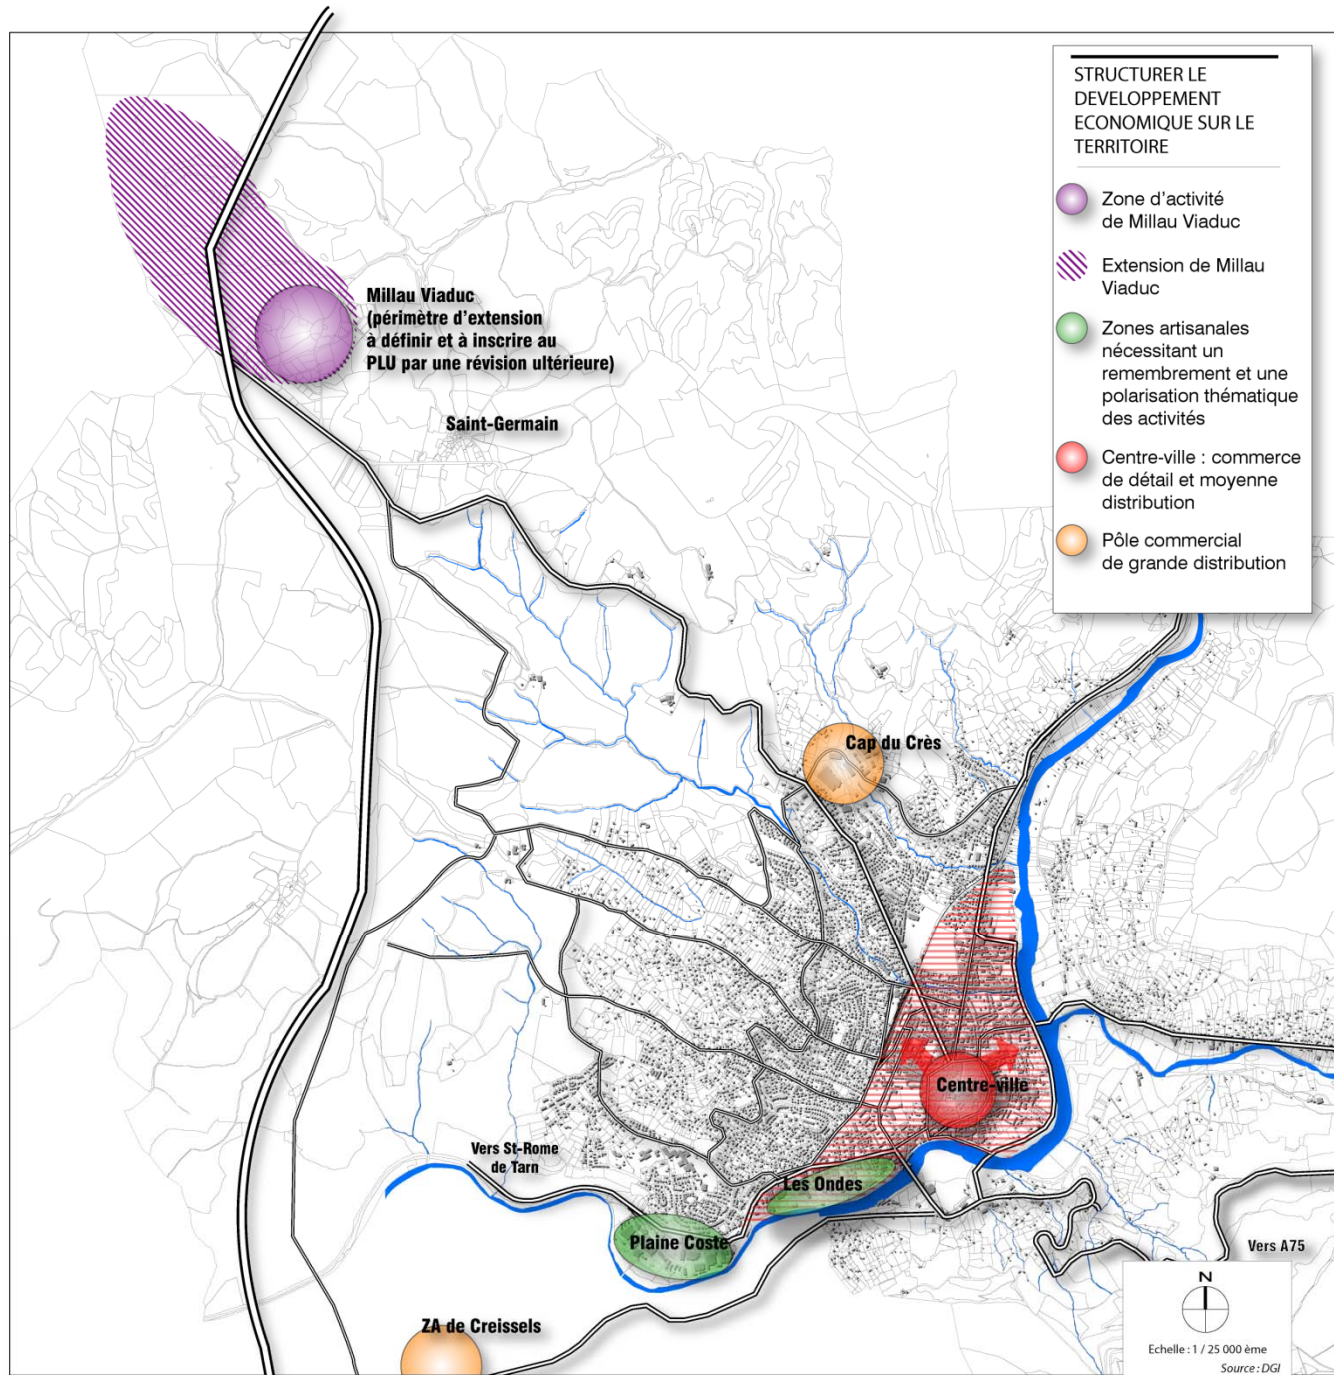 STRUCTURER LE
DEVELOPPEMENT
ECONOMIQUE SUR LE
TERRITOIRE
Zone d'activité
de Millau Viaduc
Extension de Millau
Viaduc
Zones artisanales
nécessitant un
remembrement et une
polarisation thématique
des activités
Centre-ville : commerce
de détail et moyenne
distribution
Pôle commercial
de grande distribution
Millau Viaduc
(périmètre d'extension
à définir et à inscrire au
PLU par une révision ultérieure)
Saint-Germain
Cap du Crès
Centre-ville
Vers St-Rome
de Tarn
Les Ondes
Plaine Coste
Vers A75
ZA de Creissels
N
Echelle : 1 / 25 000 ème
Source : DGI